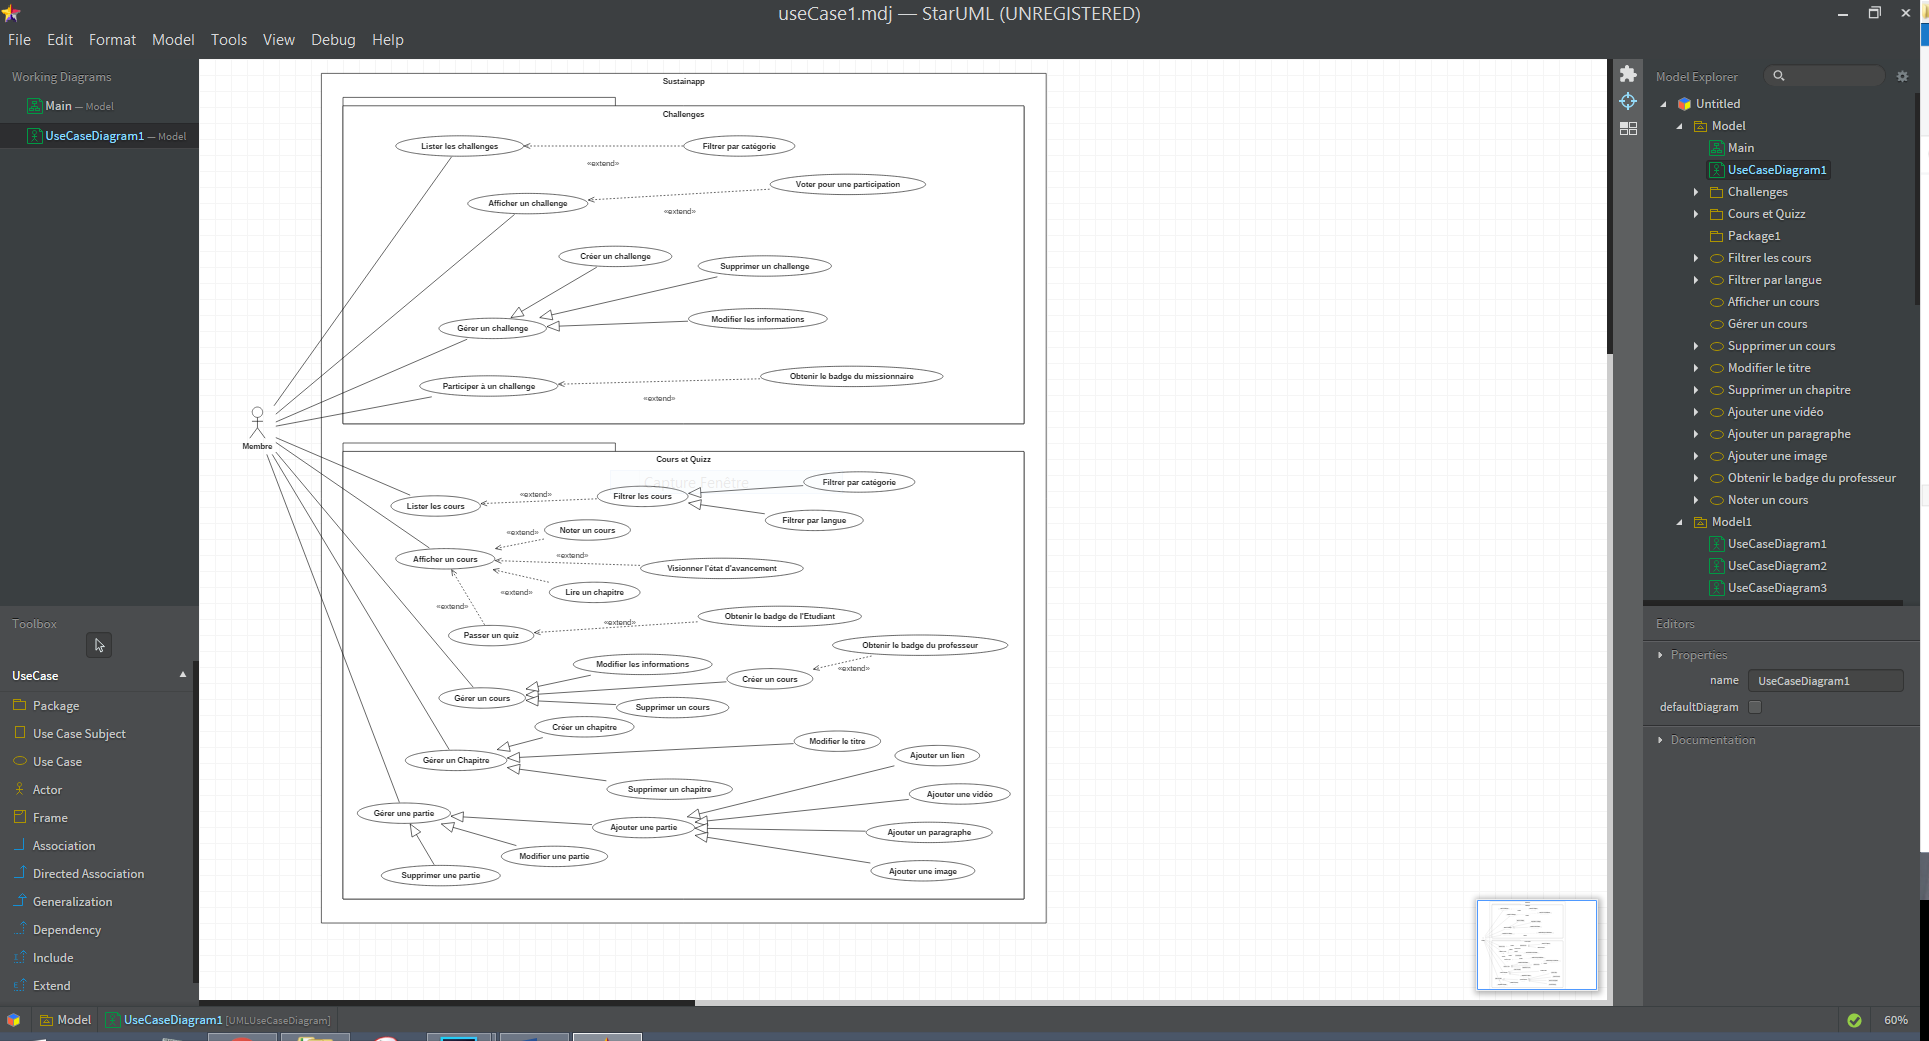 useCase1.mdj — StarUML (UNREGISTERED)
File Edit Format Model Tools View Debug Help
Working Diagrams
Main — Model
UseCaseDiagram1 — Model
Toolbox
UseCase
Package
Use Case Subject
Use Case
Actor
Frame
Association
Directed Association
Generalization
Dependency
Include
Extend
Sustainapp
Challenges
Lister les challenges
«extend»
Filtrer par catégorie
Afficher un challenge
«extend»
Voter pour une participation
Créer un challenge
Supprimer un challenge
Gérer un challenge
Modifier les informations
Participer à un challenge
«extend»
Obtenir le badge du missionnaire
Membre
Cours et Quizz
Capture Fenêtre
Lister les cours
«extend»
Filtrer les cours
Filtrer par catégorie
Filtrer par langue
«extend»
Noter un cours
Afficher un cours
«extend»
Visionner l'état d'avancement
«extend»
Lire un chapitre
«extend»
Passer un quiz
«extend»
Obtenir le badge de l'Etudiant
Obtenir le badge du professeur
«extend»
Modifier les informations
Créer un cours
Gérer un cours
Supprimer un cours
Créer un chapitre
Modifier le titre
Gérer un Chapitre
Supprimer un chapitre
Ajouter un lien
Ajouter une vidéo
Gérer une partie
Ajouter une partie
Ajouter un paragraphe
Modifier une partie
Ajouter une image
Supprimer une partie
Model Explorer
Untitled
Model
Main
UseCaseDiagram1
Challenges
Cours et Quizz
Package1
Filtrer les cours
Filtrer par langue
Afficher un cours
Gérer un cours
Supprimer un cours
Modifier le titre
Supprimer un chapitre
Ajouter une vidéo
Ajouter un paragraphe
Ajouter une image
Obtenir le badge du professeur
Noter un cours
Model1
UseCaseDiagram1
UseCaseDiagram2
UseCaseDiagram3
Editors
Properties
name UseCaseDiagram1
defaultDiagram
Documentation
Model UseCaseDiagram1 [UMLUseCaseDiagram]
60%